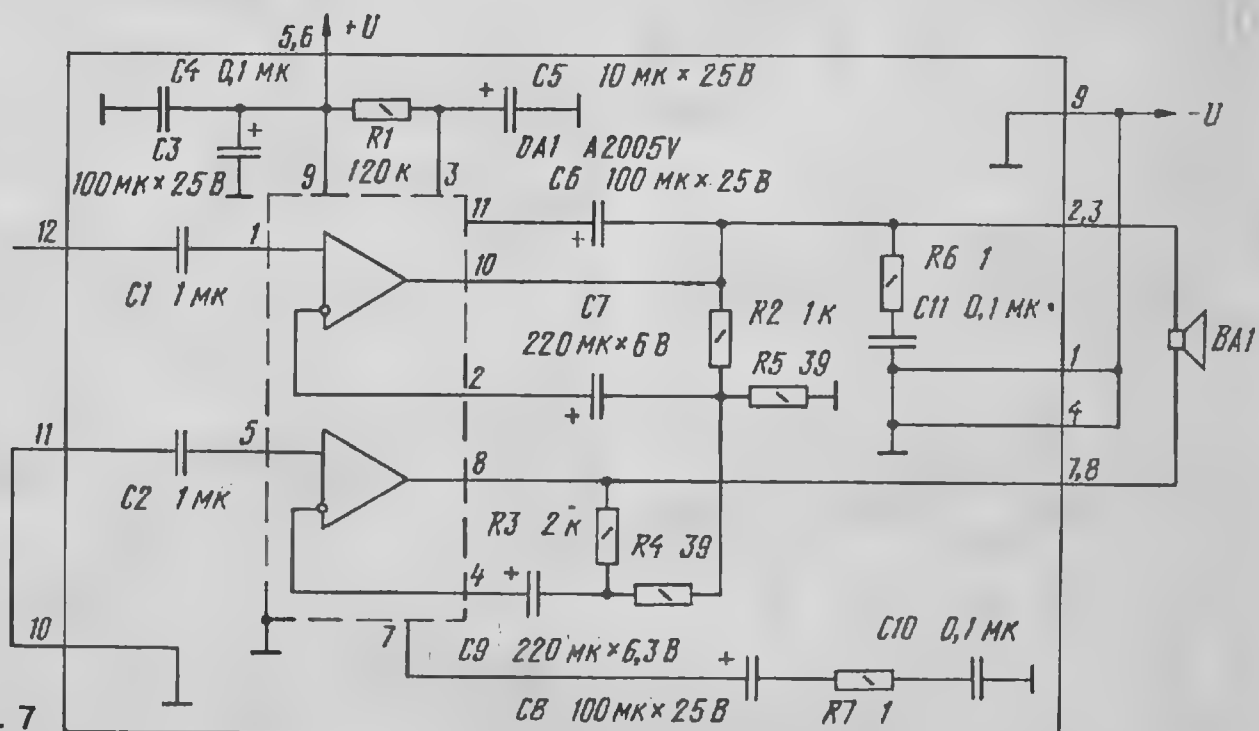 5,6 +U
C4 0,1 мк
C5 10 мк × 25 В
+
9
-U
+
C3
100 мк × 25 В
R1
120 к
DA1 A2005V
9
3
C6 100 мк × 25 В
11
2,3
12
1
+
C1 1 мк
10
R6 1
C11 0,1 мк
C7
220 мк × 6 В
R2 1 к
BA1
2
R5 39
1
+
4
11
5
8
7,8
C2 1 мк
R3 2 к
R4 39
4
+
10
7
C9 220 мк × 6,3 В
C10 0,1 мк
+
C8 100 мк × 25 В
R7 1
. 7